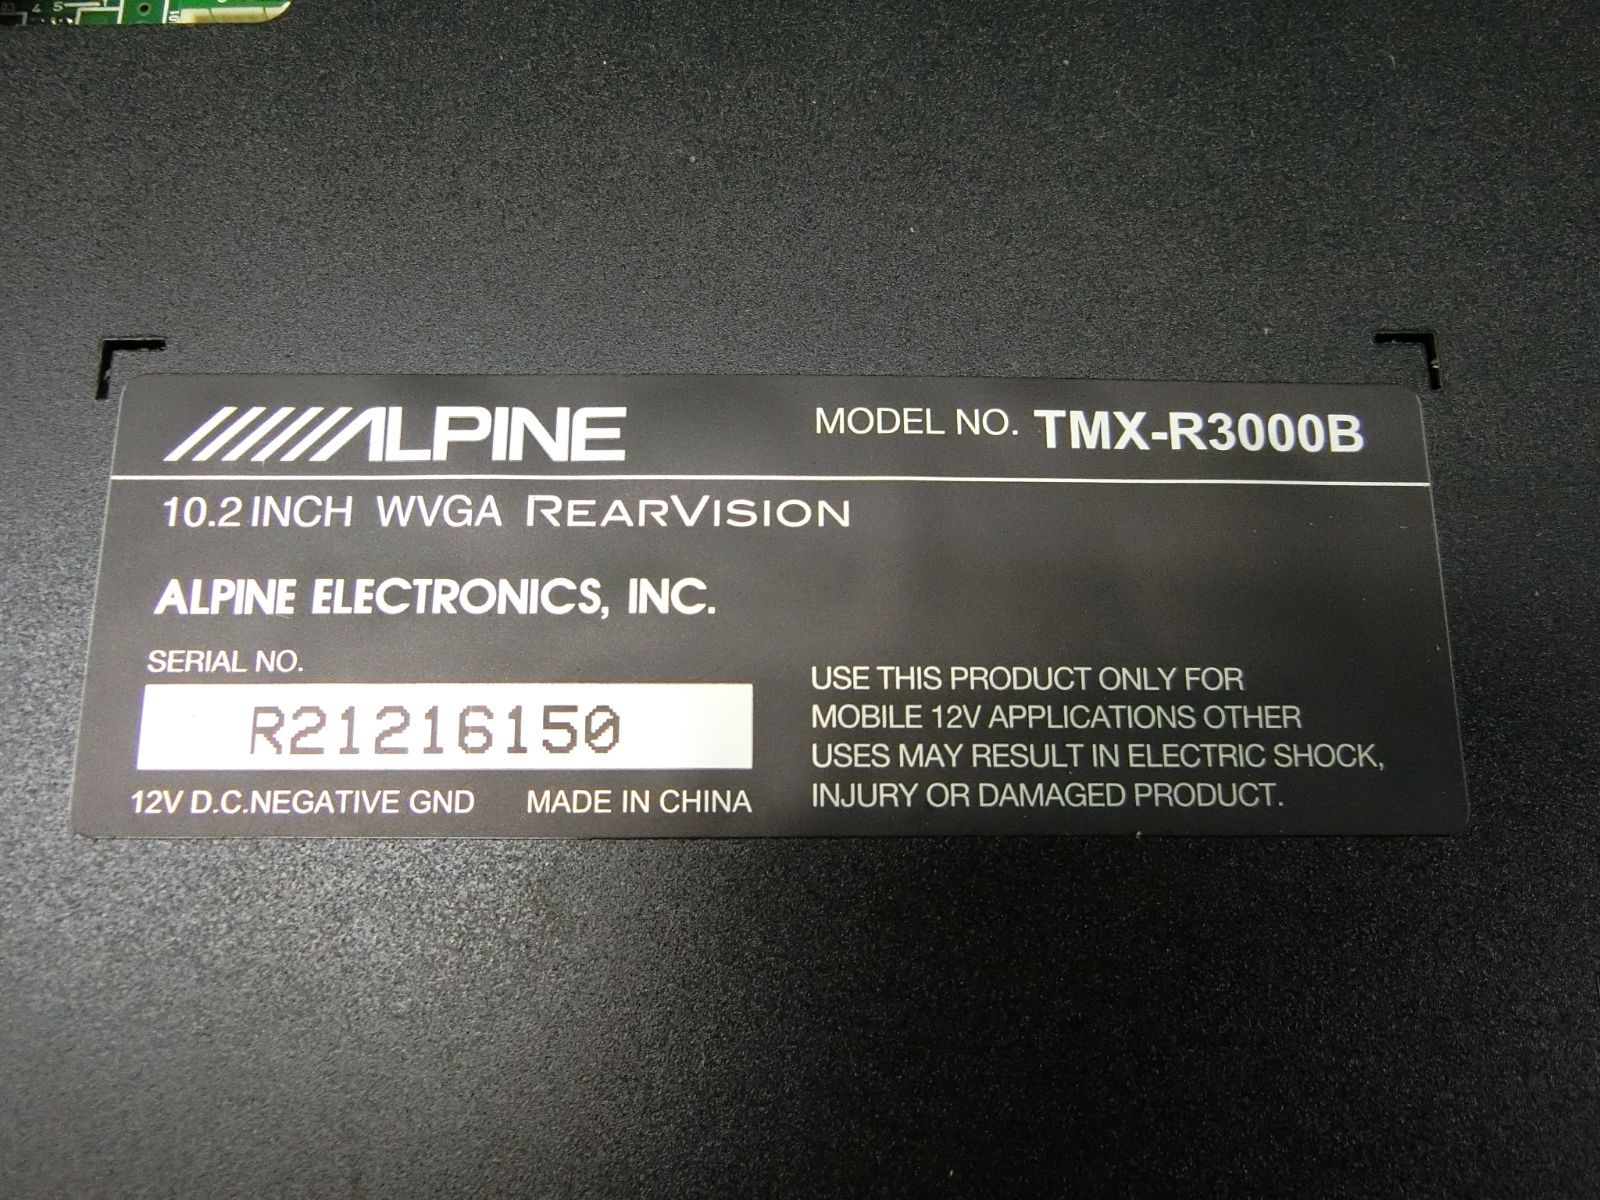 ALPINE MODEL NO. TMX-R3000B
10.2 INCH WVGA REARVISION
ALPINE ELECTRONICS, INC.
SERIAL NO.
R21216150
12V D.C.NEGATIVE GND MADE IN CHINA
USE THIS PRODUCT ONLY FOR
MOBILE 12V APPLICATIONS OTHER
USES MAY RESULT IN ELECTRIC SHOCK,
INJURY OR DAMAGED PRODUCT.